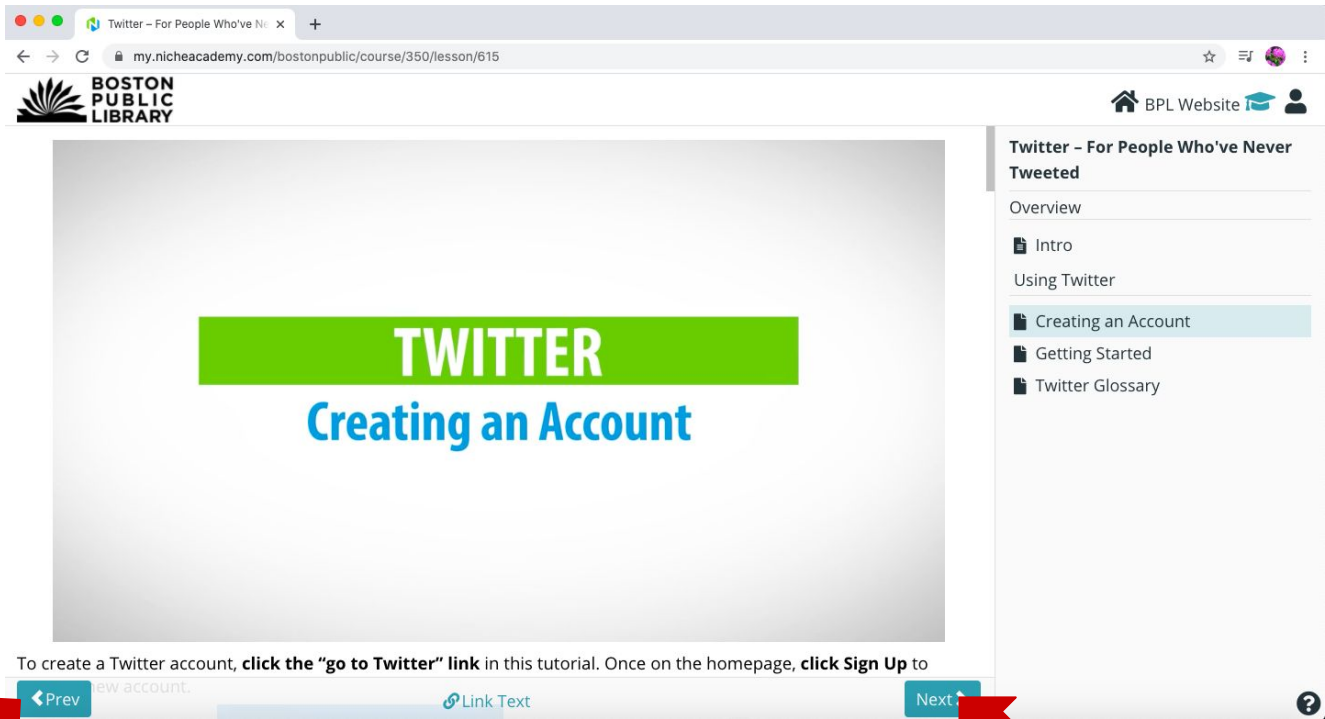 Twitter – For People Who've Ne
my.nicheacademy.com/bostonpublic/course/350/lesson/615
BOSTON
PUBLIC
LIBRARY
BPL Website
TWITTER
Creating an Account
To create a Twitter account, click the “go to Twitter” link in this tutorial. Once on the homepage, click Sign Up to
new account.
Prev
Link Text
Next
Twitter – For People Who've Never
Tweeted
Overview
Intro
Using Twitter
Creating an Account
Getting Started
Twitter Glossary